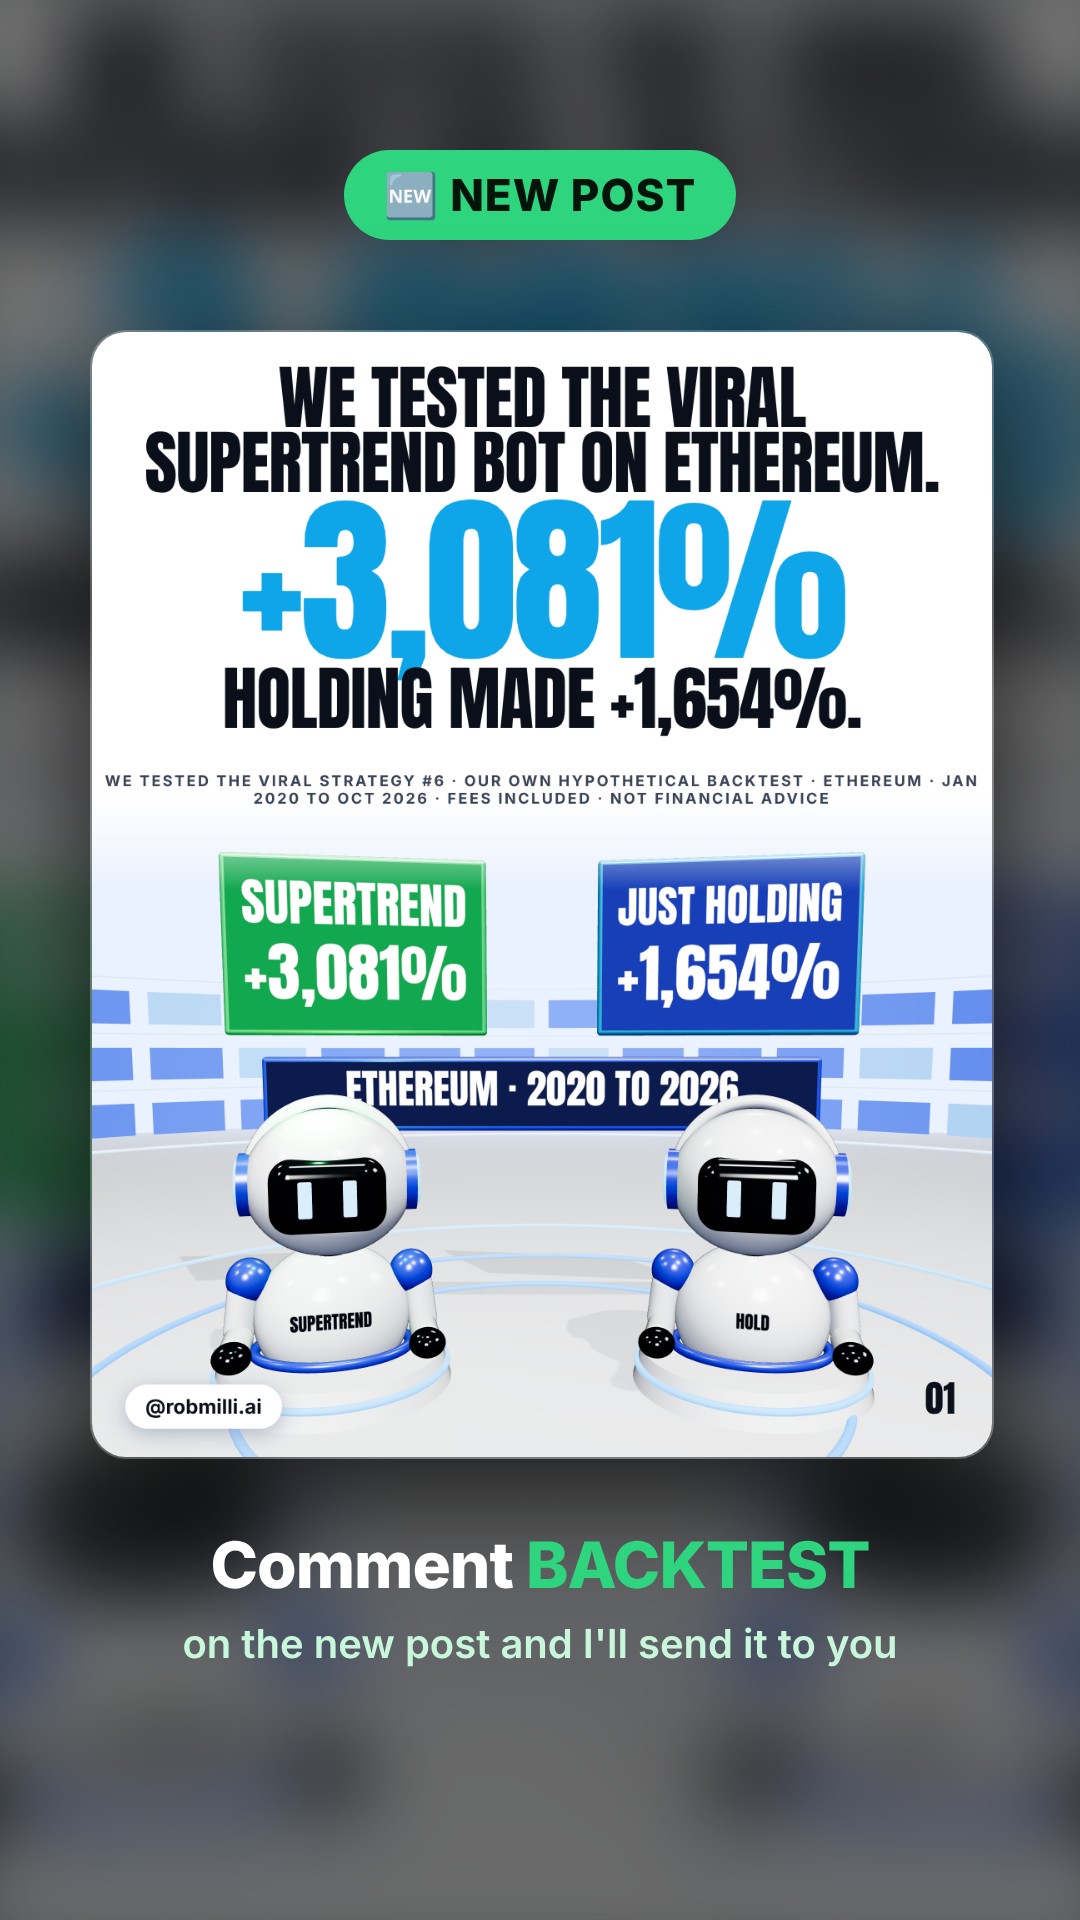 🆕 NEW POST
WE TESTED THE VIRAL
SUPERTREND BOT ON ETHEREUM.
+3,081%
HOLDING MADE +1,654%.
WE TESTED THE VIRAL STRATEGY #6 · OUR OWN HYPOTHETICAL BACKTEST · ETHEREUM · JAN
2020 TO OCT 2026 · FEES INCLUDED · NOT FINANCIAL ADVICE
SUPERTREND
+3,081%
JUST HOLDING
+1,654%
ETHEREUM · 2020 TO 2026
SUPERTREND
HOLD
@robmilli.ai
01
Comment BACKTEST
on the new post and I'll send it to you